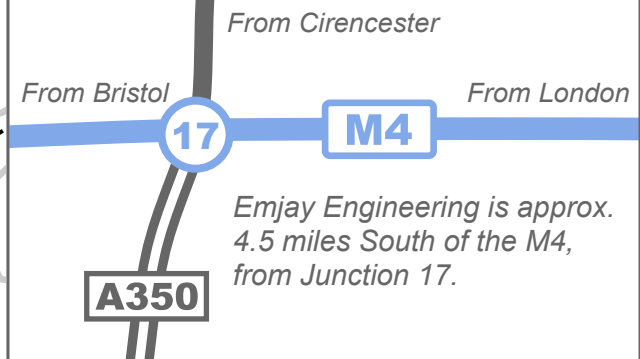 From Cirencester
From Bristol
From London
17
M4
Emjay Engineering is approx.
4.5 miles South of the M4,
from Junction 17.
A350